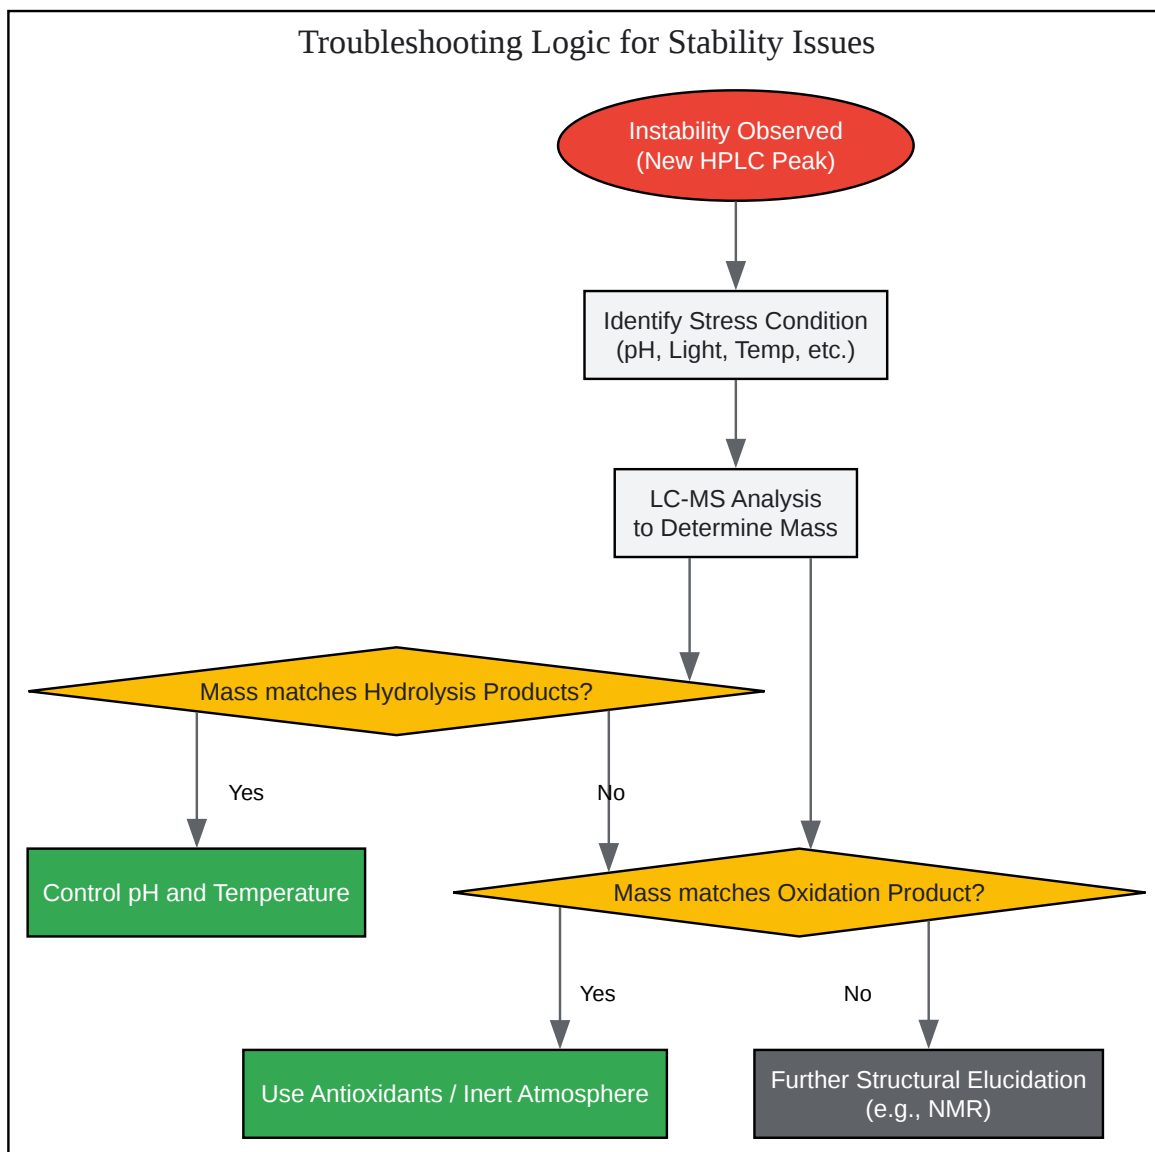 Troubleshooting Logic for Stability Issues
Instability Observed
(New HPLC Peak)
Identify Stress Condition
(pH, Light, Temp, etc.)
LC-MS Analysis
to Determine Mass
Mass matches Hydrolysis Products?
Yes
No
Control pH and Temperature
Mass matches Oxidation Product?
Yes
No
Use Antioxidants / Inert Atmosphere
Further Structural Elucidation
(e.g., NMR)